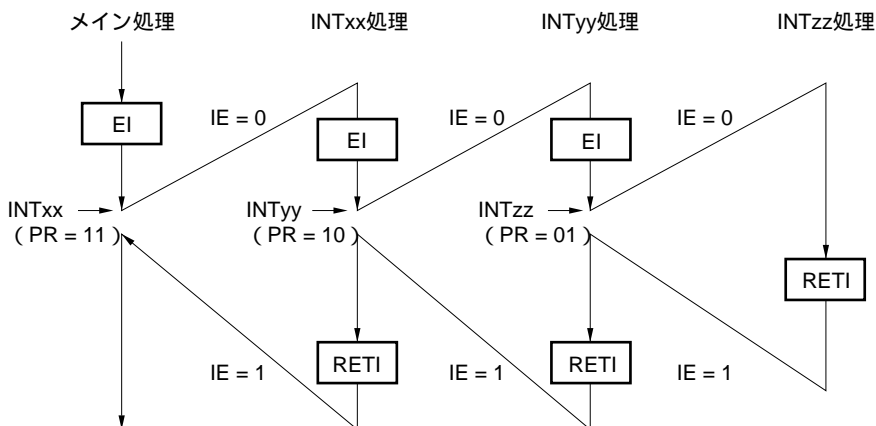 メイン処理 INTxx処理 INTyy処理 INTzz処理
EI IE = 0 EI IE = 0 EI IE = 0
INTxx INTyy INTzz
( PR = 11 ) ( PR = 10 ) ( PR = 01 )
RETI
IE = 1 RETI IE = 1 RETI IE = 1